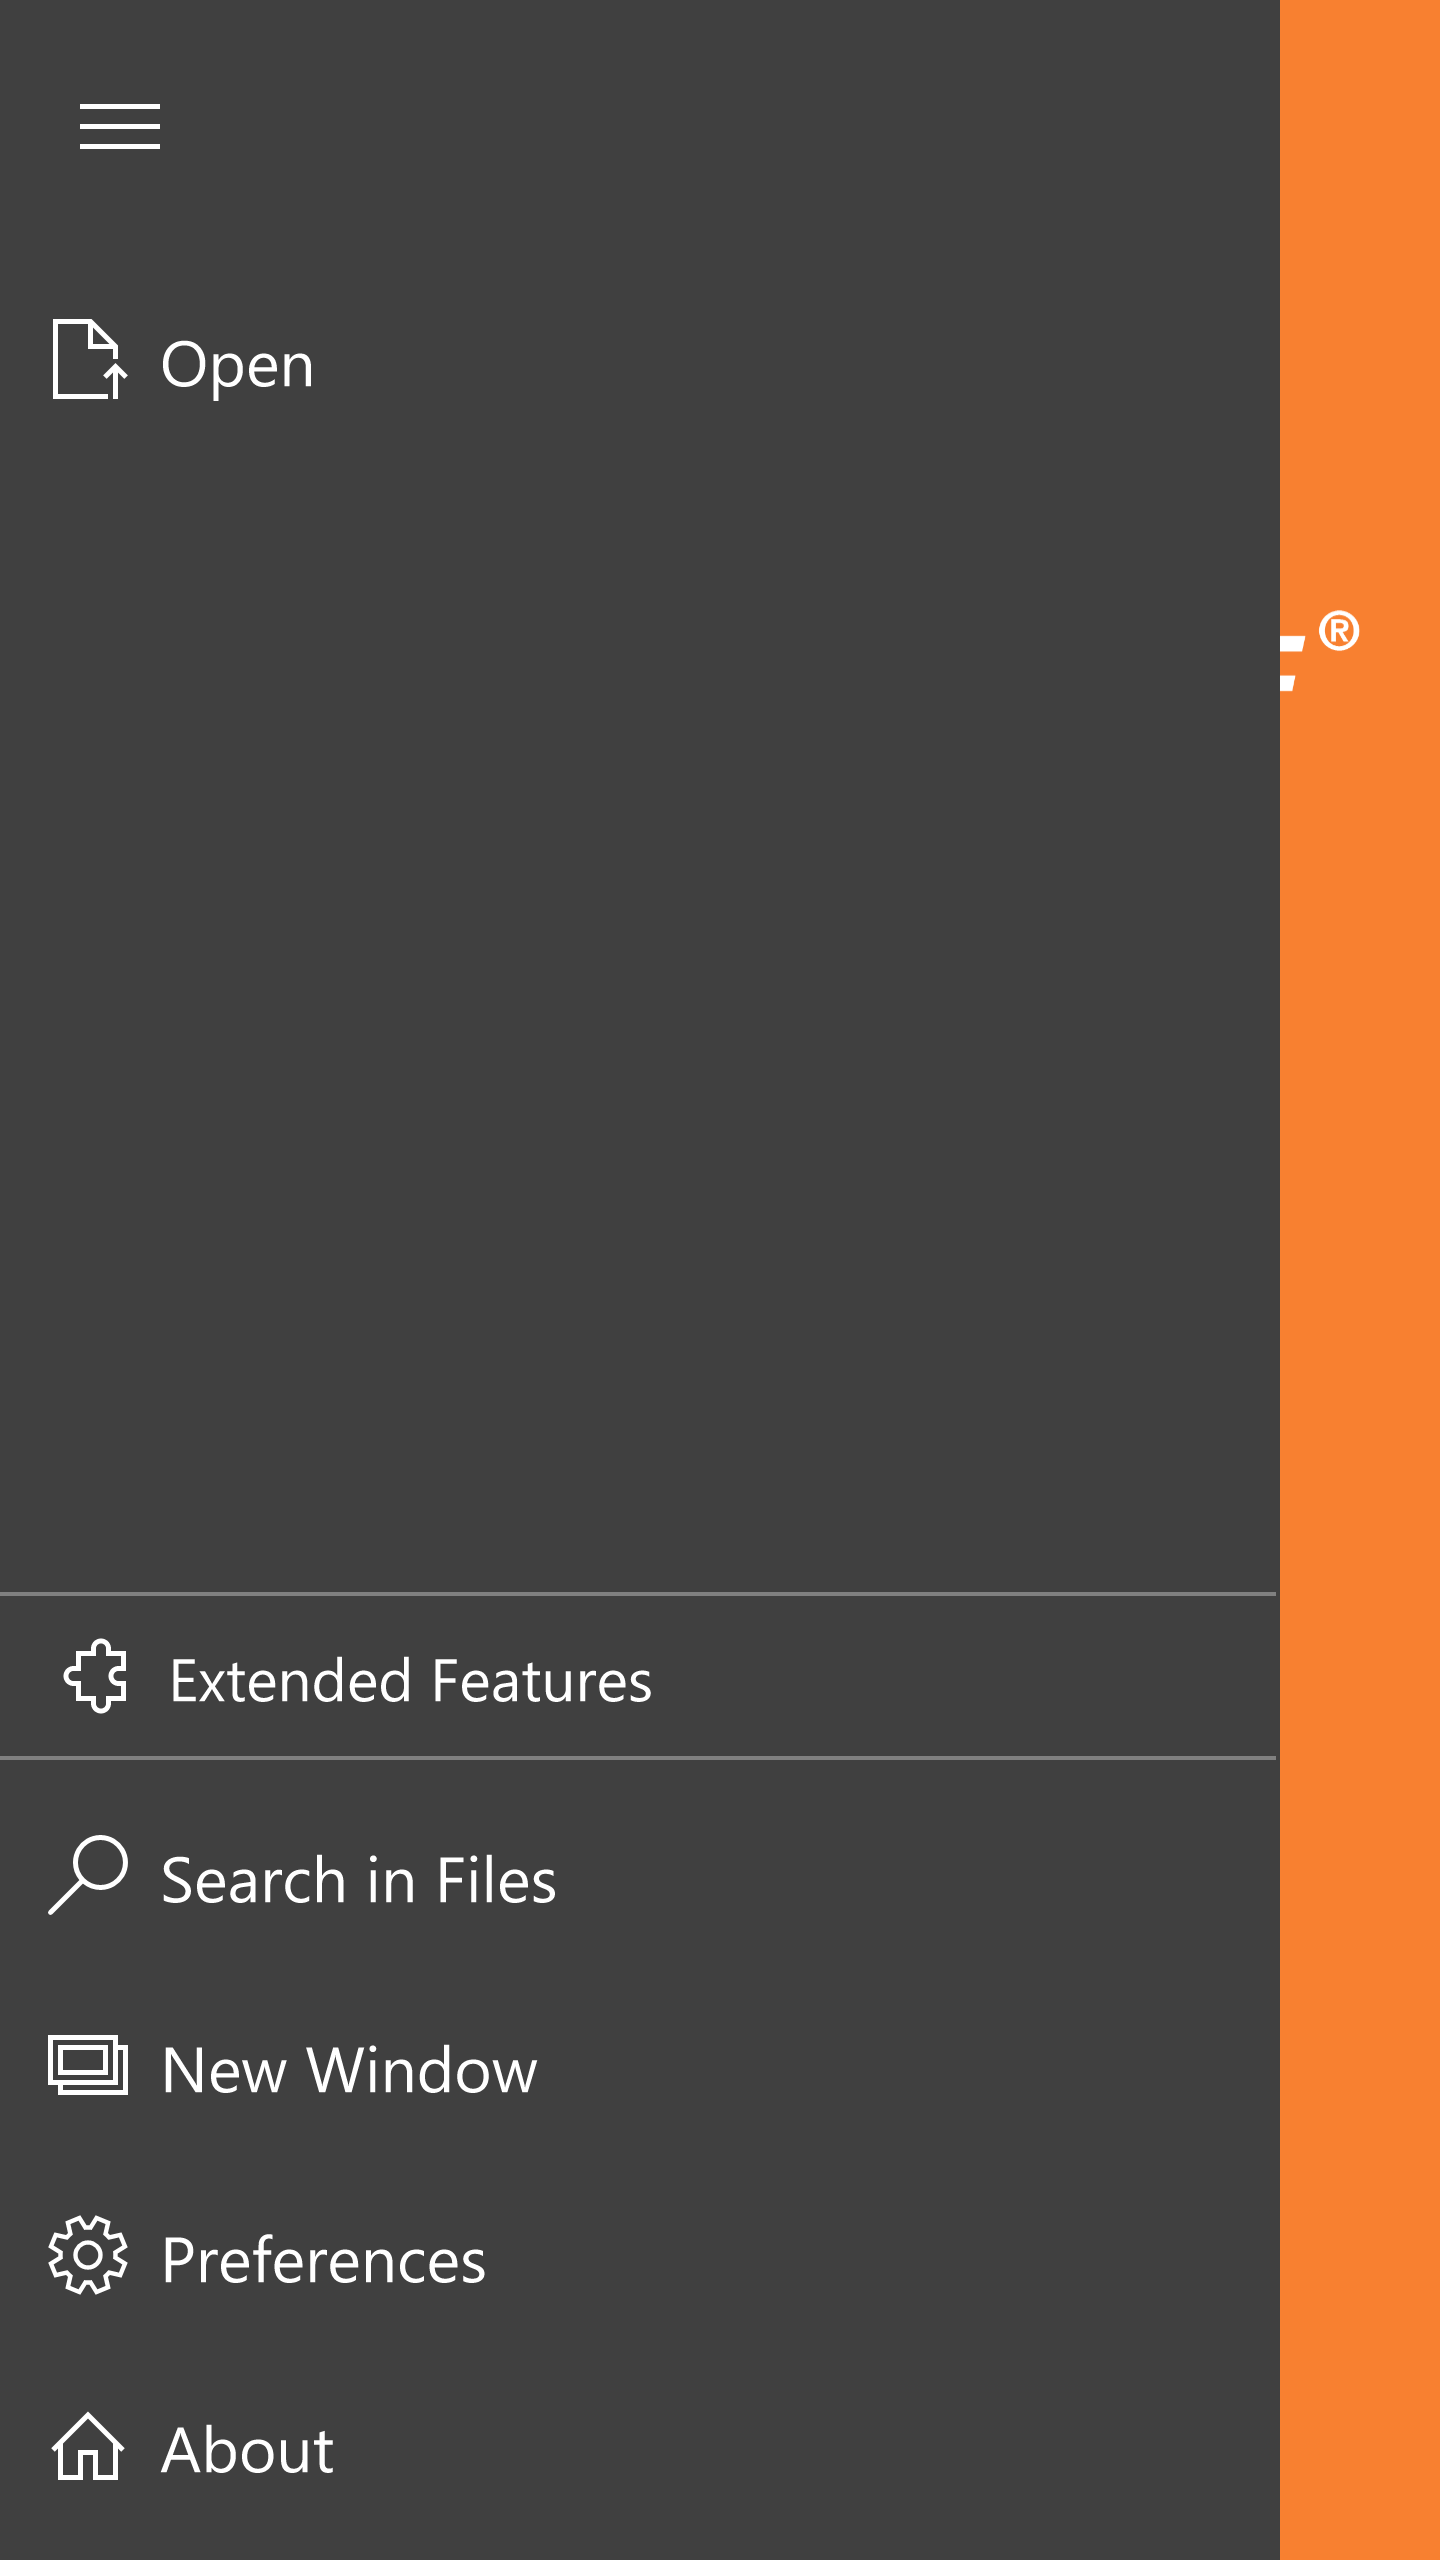 Open
®
Extended Features
Search in Files
New Window
Preferences
About